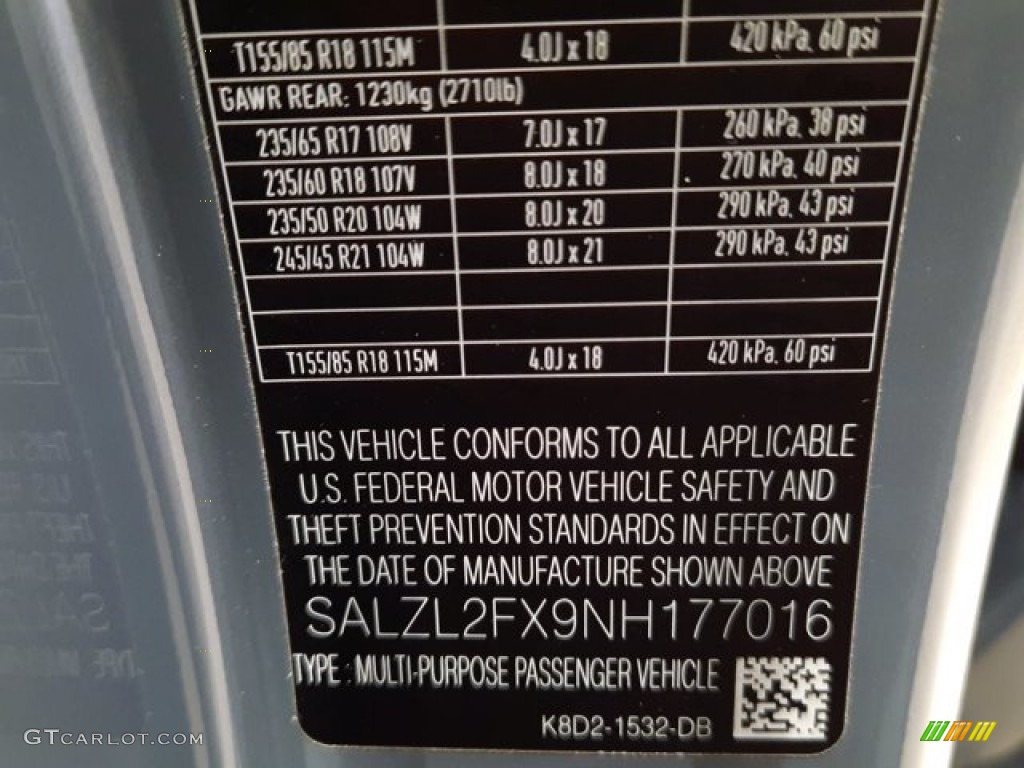 T155/85 R18 115M 4.0J x 18 420 kPa, 60 psi
GAWR REAR: 1230kg (2710lb)
235/65 R17 108V 7.0J x 17 260 kPa, 38 psi
235/60 R18 107V 8.0J x 18 270 kPa, 40 psi
235/50 R20 104W 8.0J x 20 290 kPa, 43 psi
245/45 R21 104W 8.0J x 21 290 kPa, 43 psi
T155/85 R18 115M 4.0J x 18 420 kPa, 60 psi
THIS VEHICLE CONFORMS TO ALL APPLICABLE
U.S. FEDERAL MOTOR VEHICLE SAFETY AND
THEFT PREVENTION STANDARDS IN EFFECT ON
THE DATE OF MANUFACTURE SHOWN ABOVE
SALZL2FX9NH177016
TYPE : MULTI-PURPOSE PASSENGER VEHICLE
K8D2-1532-DB
GTCARLOT.COM